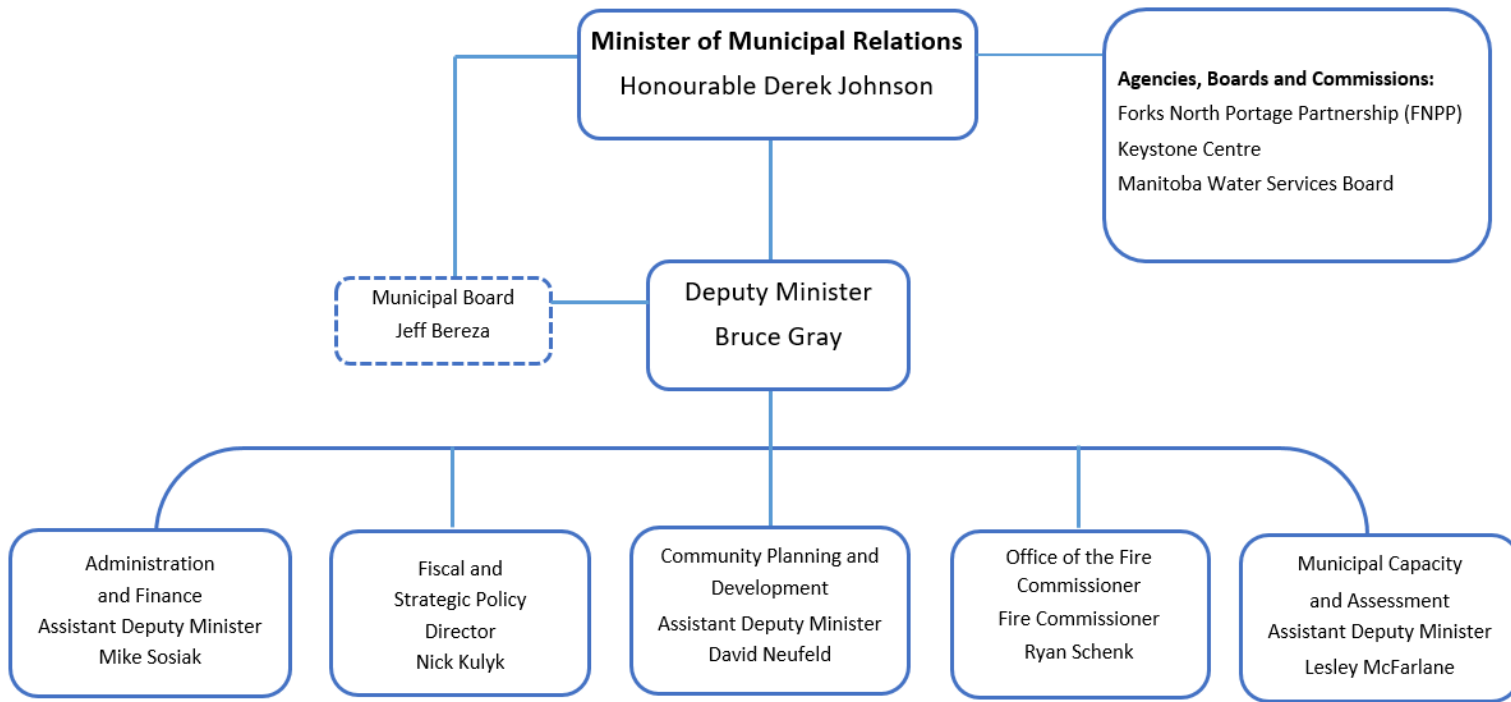 Minister of Municipal Relations
Honourable Derek Johnson
Agencies, Boards and Commissions:
Forks North Portage Partnership (FNPP)
Keystone Centre
Manitoba Water Services Board
Municipal Board
Jeff Bereza
Deputy Minister
Bruce Gray
Administration
and Finance
Assistant Deputy Minister
Mike Sosiak
Fiscal and
Strategic Policy
Director
Nick Kulyk
Community Planning and
Development
Assistant Deputy Minister
David Neufeld
Office of the Fire
Commissioner
Fire Commissioner
Ryan Schenk
Municipal Capacity
and Assessment
Assistant Deputy Minister
Lesley McFarlane